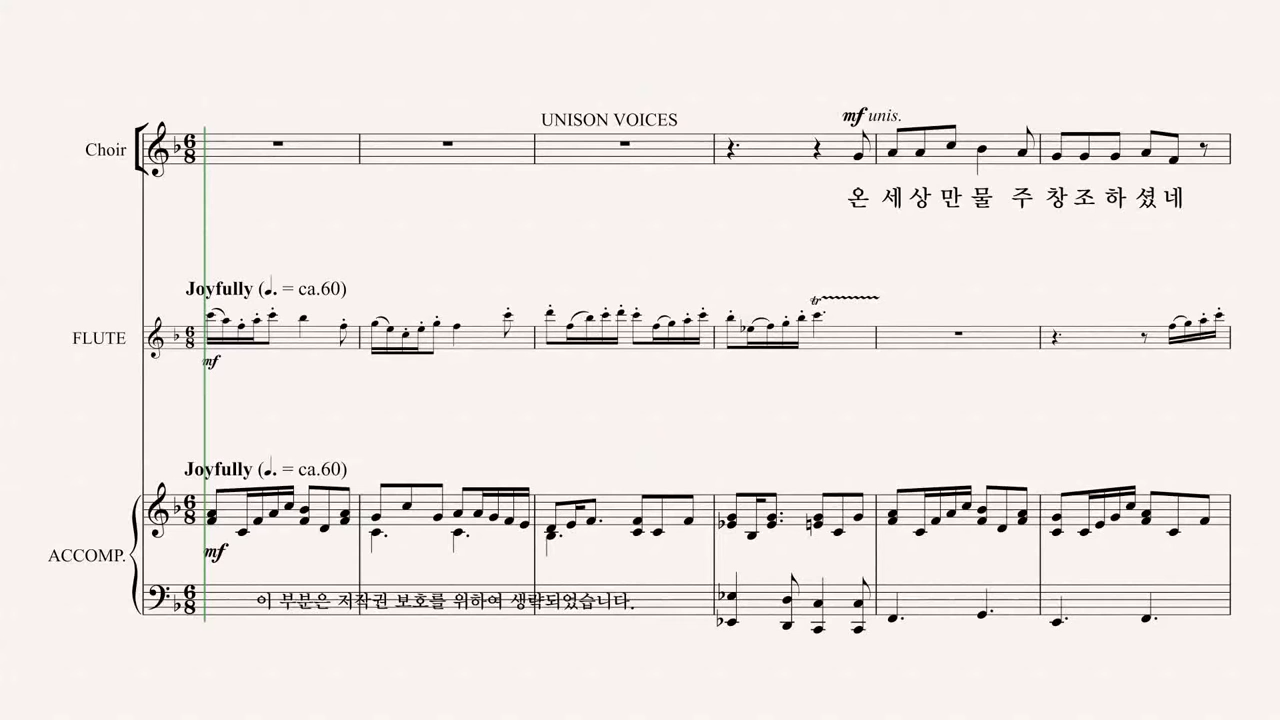 UNISON VOICES
mf unis.
Choir
온 세 상 만 물 주 창 조 하 셨 네
Joyfully (♩. = ca.60)
tr
FLUTE
mf
Joyfully (♩. = ca.60)
mf
ACCOMP.
이 부분은 저작권 보호를 위하여 생략되었습니다.